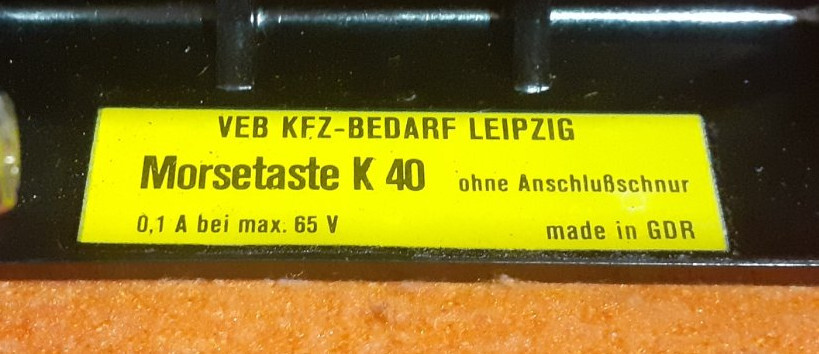 VEB KFZ-BEDARF LEIPZIG
Morsetaste K 40 ohne Anschlußschnur
0,1 A bei max. 65 V made in GDR